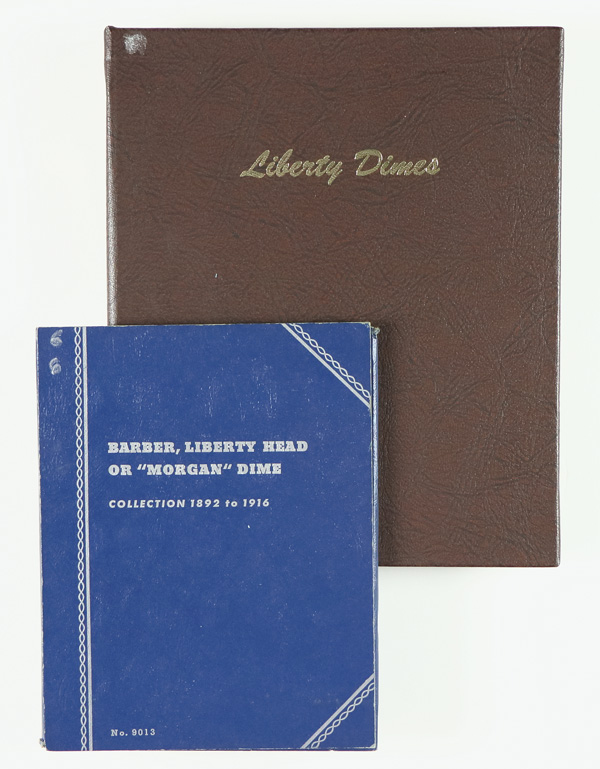 Liberty Dimes
BARBER, LIBERTY HEAD
OR "MORGAN" DIME
COLLECTION 1892 to 1916
No. 9013